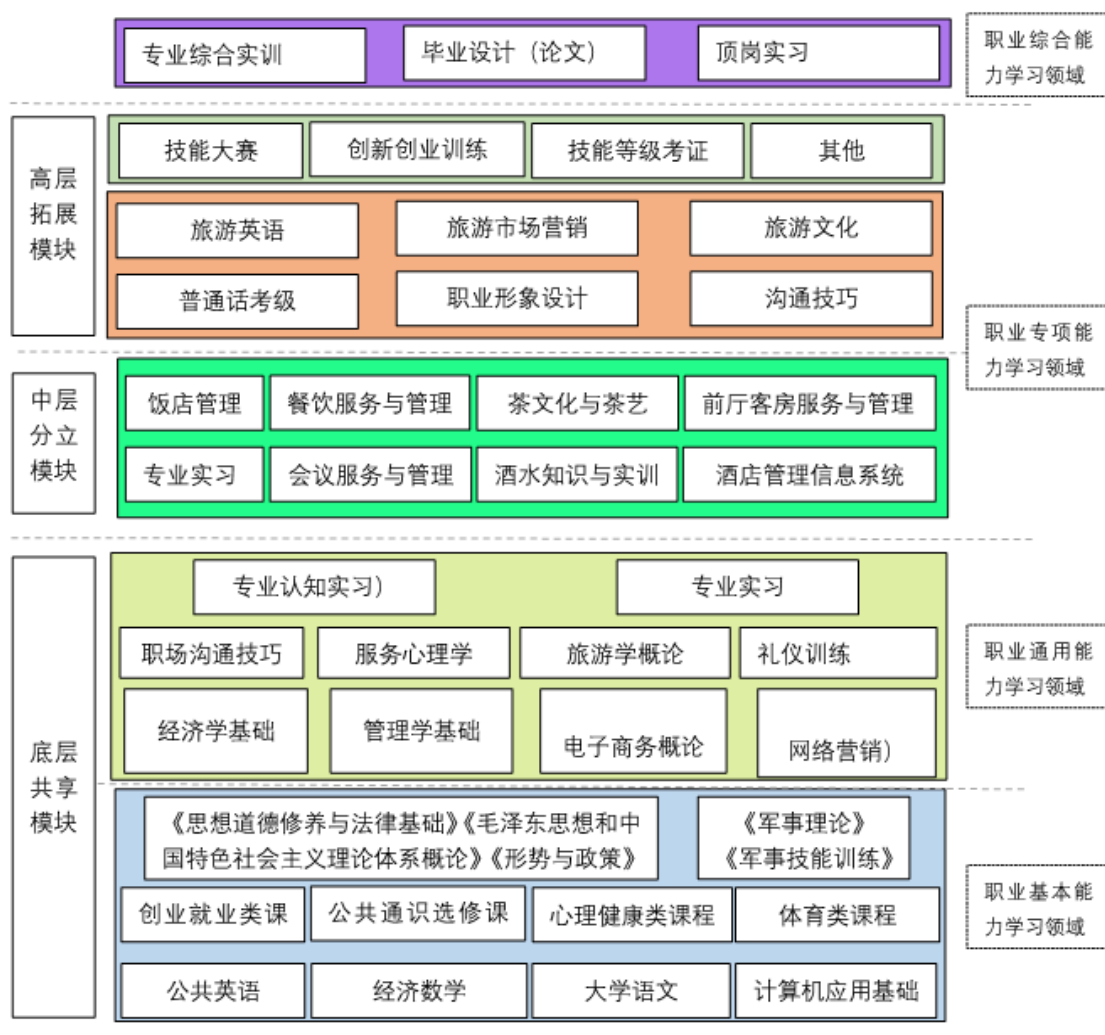 专业综合实训
毕业设计（论文）
顶岗实习
职业综合能
力学习领域
高层
拓展
模块
技能大赛
创新创业训练
技能等级考证
其他
旅游英语
旅游市场营销
旅游文化
普通话考级
职业形象设计
沟通技巧
职业专项能
力学习领域
中层
分立
模块
饭店管理
餐饮服务与管理
茶文化与茶艺
前厅客房服务与管理
专业实习
会议服务与管理
酒水知识与实训
酒店管理信息系统
底层
共享
模块
专业认知实习）
专业实习
职场沟通技巧
服务心理学
旅游学概论
礼仪训练
经济学基础
管理学基础
电子商务概论
网络营销）
职业通用能
力学习领域
《思想道德修养与法律基础》《毛泽东思想和中
国特色社会主义理论体系概论》《形势与政策》
《军事理论》
《军事技能训练》
创业就业类课
公共通识选修课
心理健康类课程
体育类课程
公共英语
经济数学
大学语文
计算机应用基础
职业基本能
力学习领域